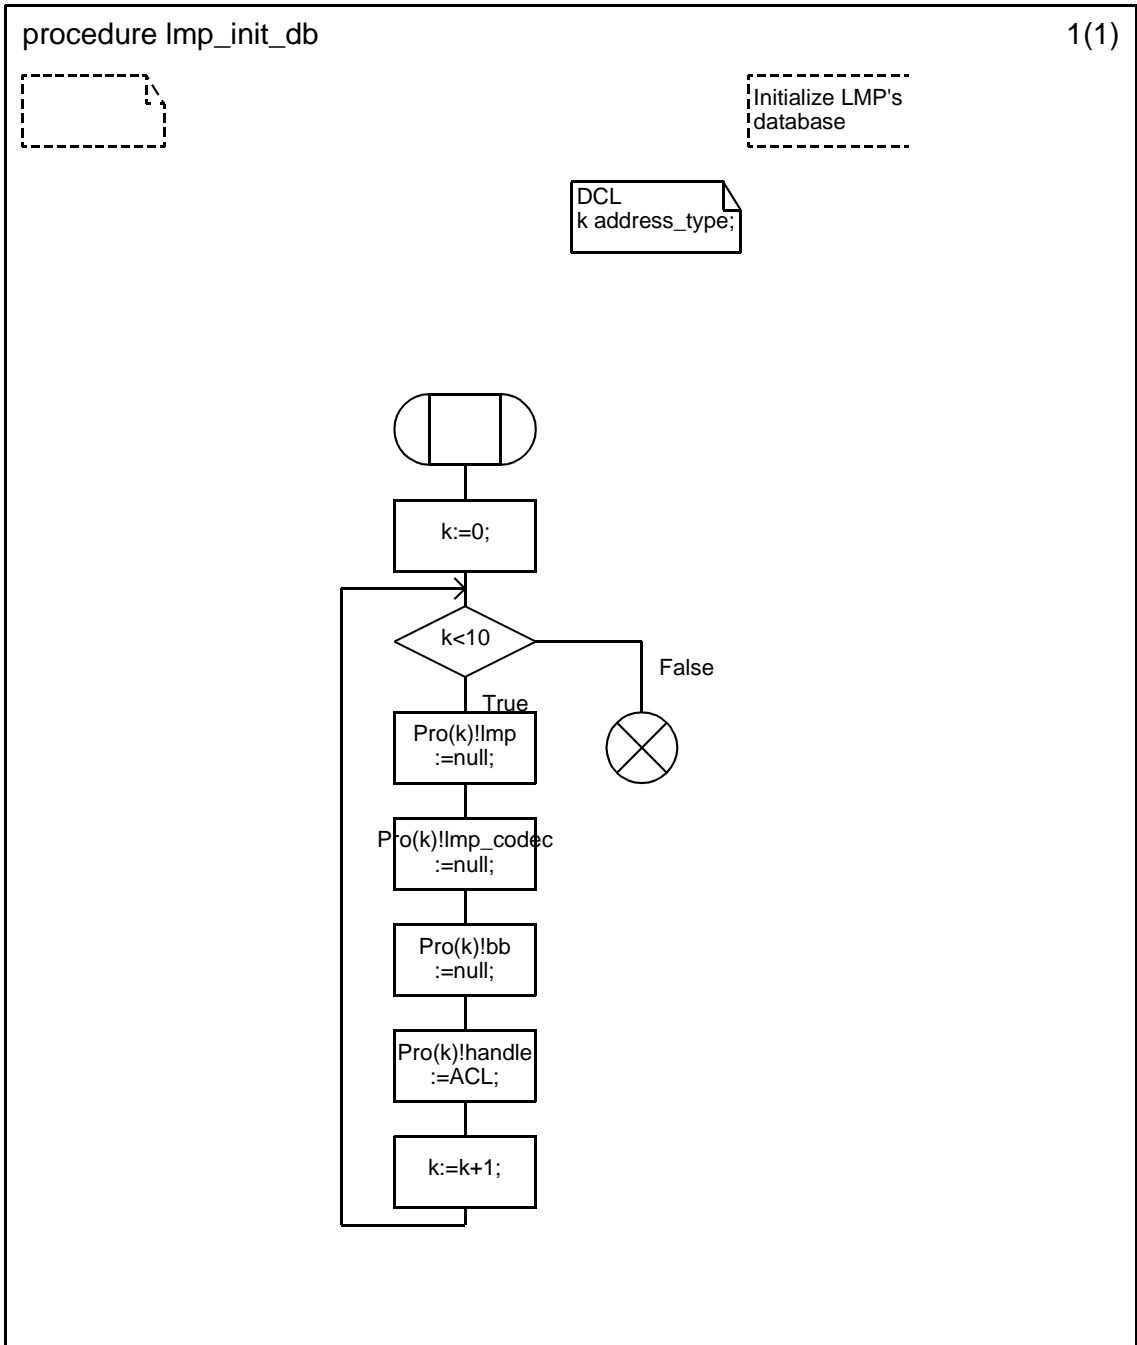 procedure lmp_init_db
1(1)
Initialize LMP's
database
DCL
k address_type;
k:=0;
k<10
False
True
Pro(k)!lmp
:=null;
Pro(k)!lmp_codec
:=null;
Pro(k)!bb
:=null;
Pro(k)!handle
:=ACL;
k:=k+1;